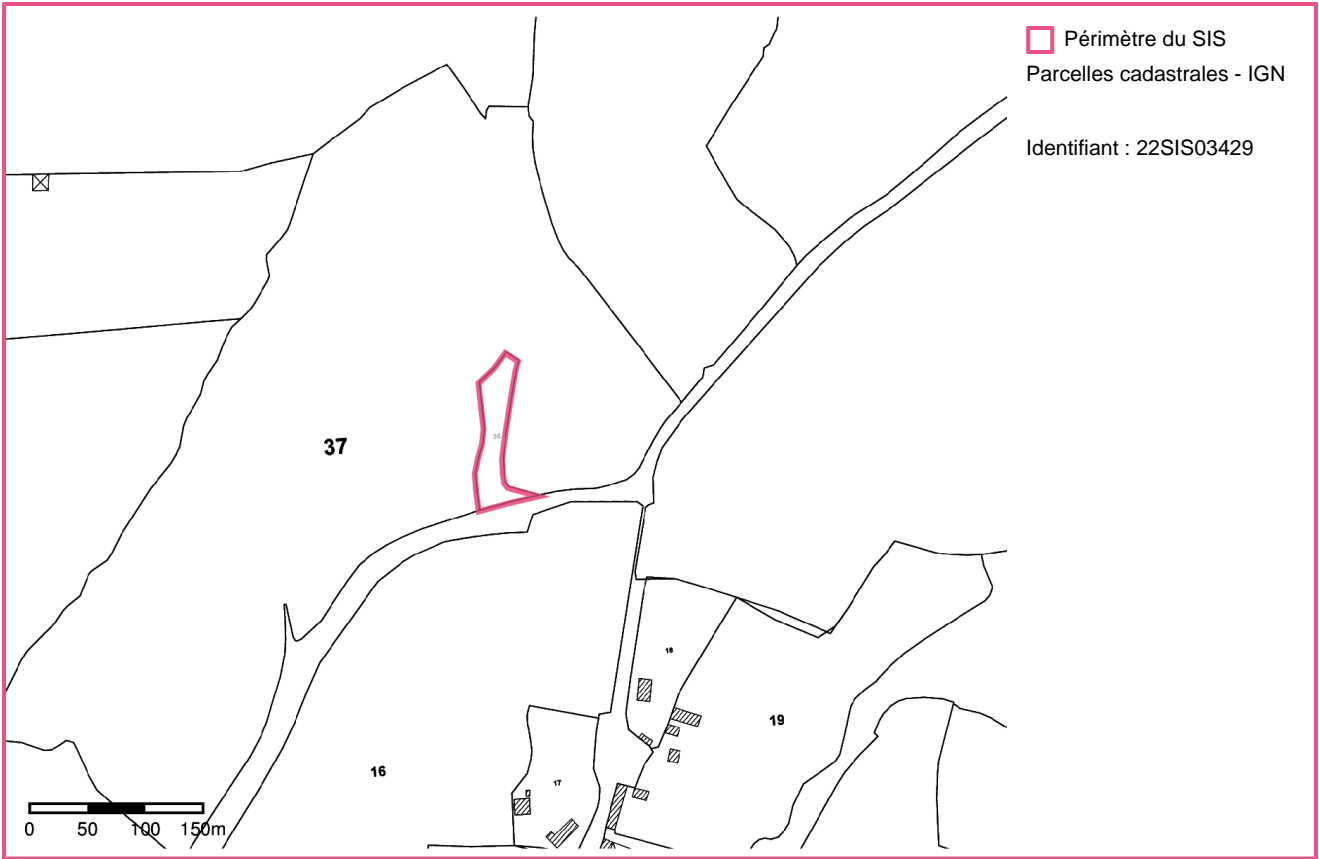 Périmètre du SIS
Parcelles cadastrales - IGN
Identifiant : 22SIS03429
37
18
19
16
17
0 50 100 150m